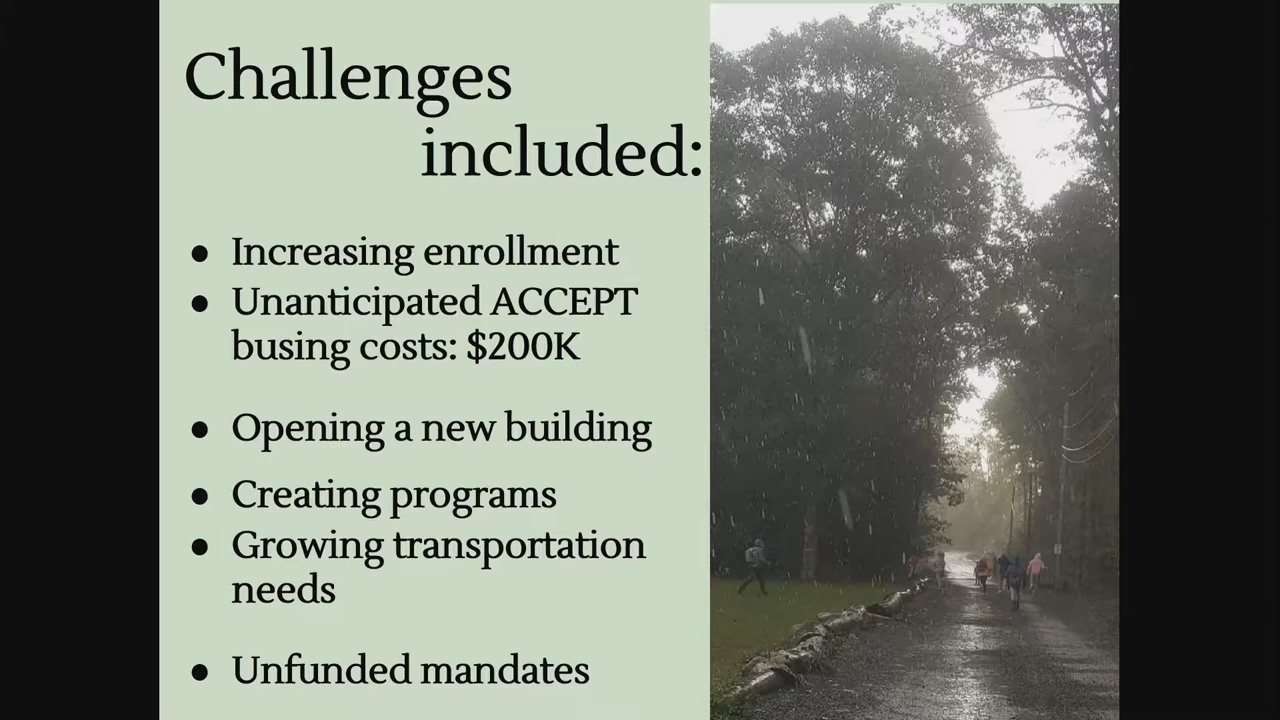 Challenges
included:
● Increasing enrollment
● Unanticipated ACCEPT
busing costs: $200K
● Opening a new building
● Creating programs
● Growing transportation
needs
● Unfunded mandates